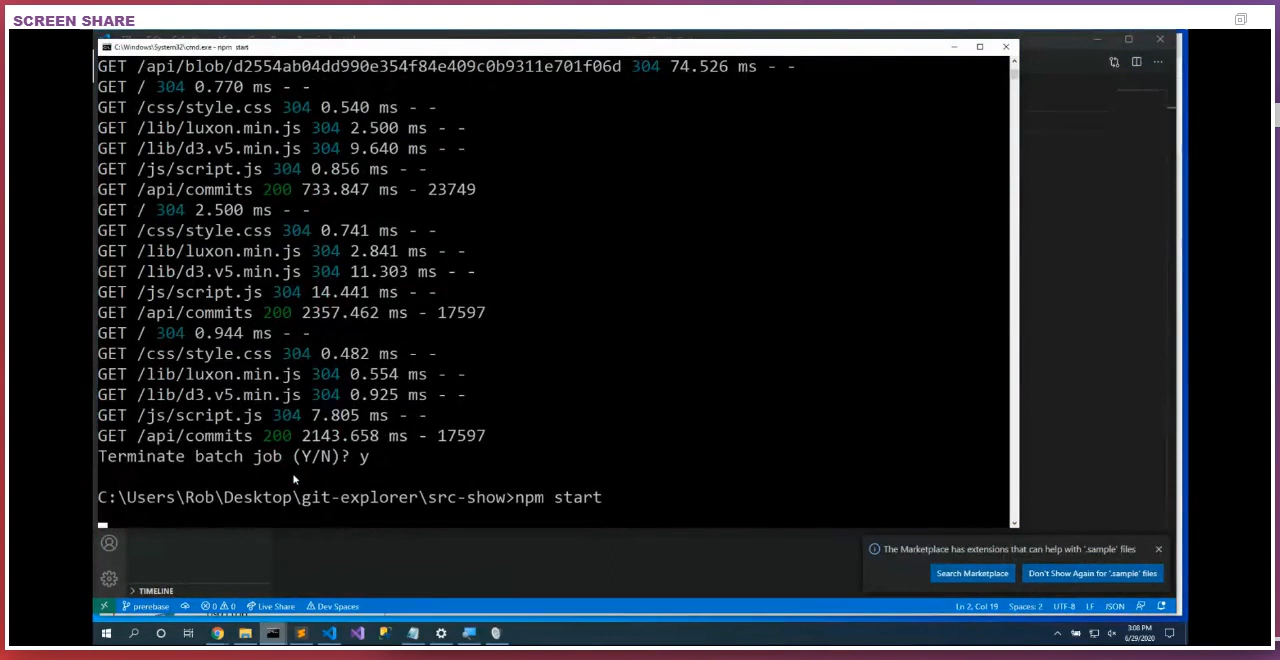 SCREEN SHARE
C:\Windows\System32\cmd.exe - npm start
GET /api/blob/d2554ab04dd990e354f84e409c0b9311e701f06d 304 74.526 ms - -
GET / 304 0.770 ms - -
GET /css/style.css 304 0.540 ms - -
GET /lib/luxon.min.js 304 2.500 ms - -
GET /lib/d3.v5.min.js 304 9.640 ms - -
GET /js/script.js 304 0.856 ms - -
GET /api/commits 200 733.847 ms - 23749
GET / 304 2.500 ms - -
GET /css/style.css 304 0.741 ms - -
GET /lib/luxon.min.js 304 2.841 ms - -
GET /lib/d3.v5.min.js 304 11.303 ms - -
GET /js/script.js 304 14.441 ms - -
GET /api/commits 200 2357.462 ms - 17597
GET / 304 0.944 ms - -
GET /css/style.css 304 0.482 ms - -
GET /lib/luxon.min.js 304 0.554 ms - -
GET /lib/d3.v5.min.js 304 0.925 ms - -
GET /js/script.js 304 7.805 ms - -
GET /api/commits 200 2143.658 ms - 17597
Terminate batch job (Y/N)? y
C:\Users\Rob\Desktop\git-explorer\src-show>npm start
The Marketplace has extensions that can help with '.sample' files
Search Marketplace
Don't Show Again for '.sample' files
TIMELINE
prerebase
0 0
Live Share
Dev Spaces
Ln 2, Col 19
Spaces: 2
UTF-8
LF
JSON
3:08 PM
6/29/2020